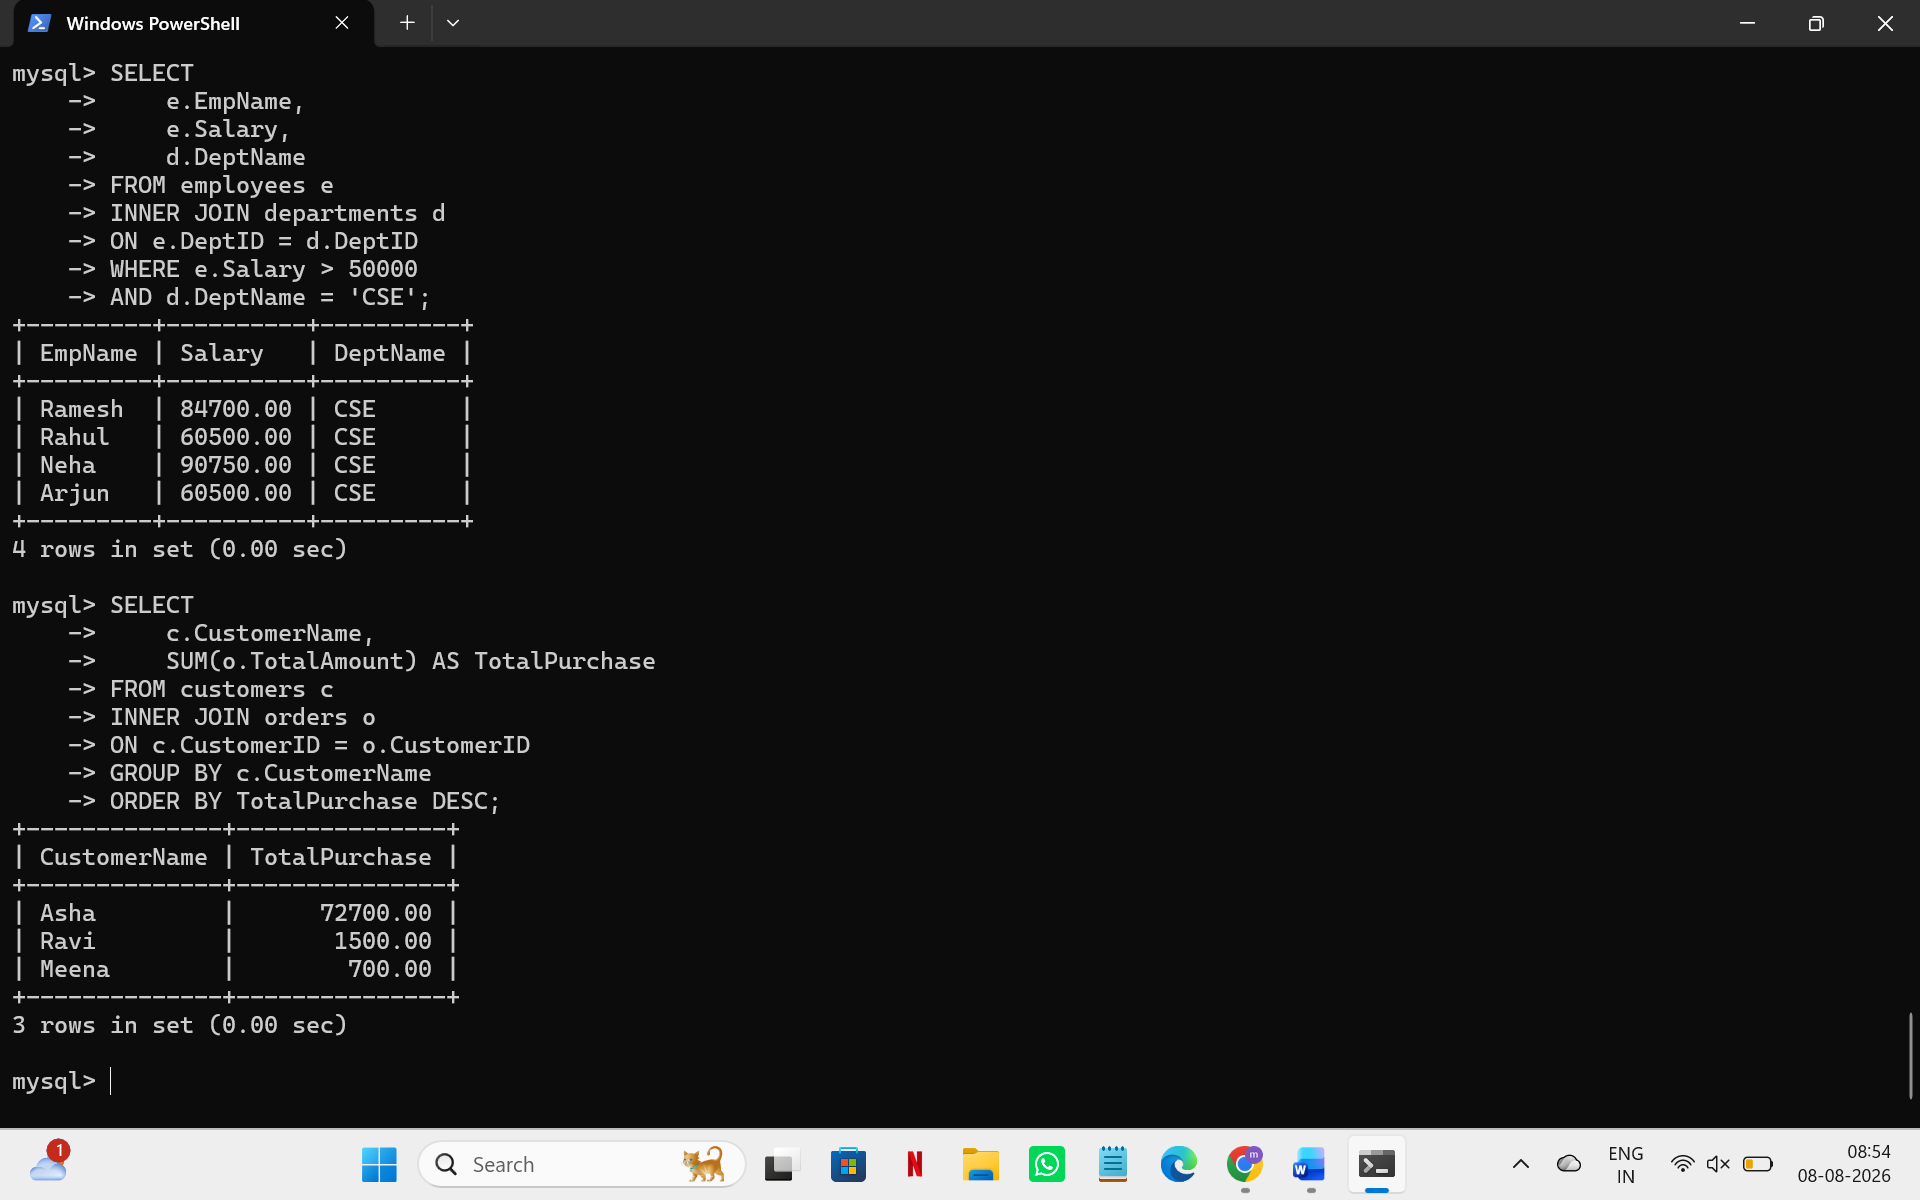 Windows PowerShell
mysql> SELECT
    ->     e.EmpName,
    ->     e.Salary,
    ->     d.DeptName
    -> FROM employees e
    -> INNER JOIN departments d
    -> ON e.DeptID = d.DeptID
    -> WHERE e.Salary > 50000
    -> AND d.DeptName = 'CSE';
+---------+----------+----------+
| EmpName | Salary   | DeptName |
+---------+----------+----------+
| Ramesh  | 84700.00 | CSE      |
| Rahul   | 60500.00 | CSE      |
| Neha    | 90750.00 | CSE      |
| Arjun   | 60500.00 | CSE      |
+---------+----------+----------+
4 rows in set (0.00 sec)
mysql> SELECT
    ->     c.CustomerName,
    ->     SUM(o.TotalAmount) AS TotalPurchase
    -> FROM customers c
    -> INNER JOIN orders o
    -> ON c.CustomerID = o.CustomerID
    -> GROUP BY c.CustomerName
    -> ORDER BY TotalPurchase DESC;
+--------------+---------------+
| CustomerName | TotalPurchase |
+--------------+---------------+
| Asha         |      72700.00 |
| Ravi         |       1500.00 |
| Meena        |        700.00 |
+--------------+---------------+
3 rows in set (0.00 sec)
mysql>
1
Search
N
m
W
ENG
IN
08:54
08-08-2026